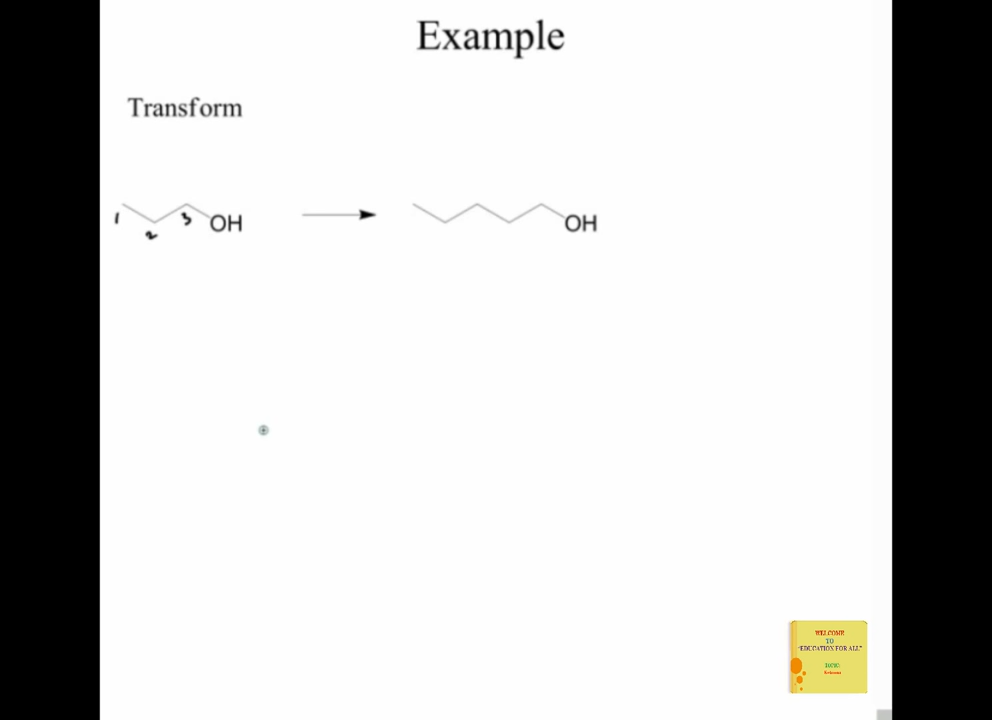 Example
Transform
1
2
3
OH
OH
WELCOME
TO
"EDUCATION FOR ALL"